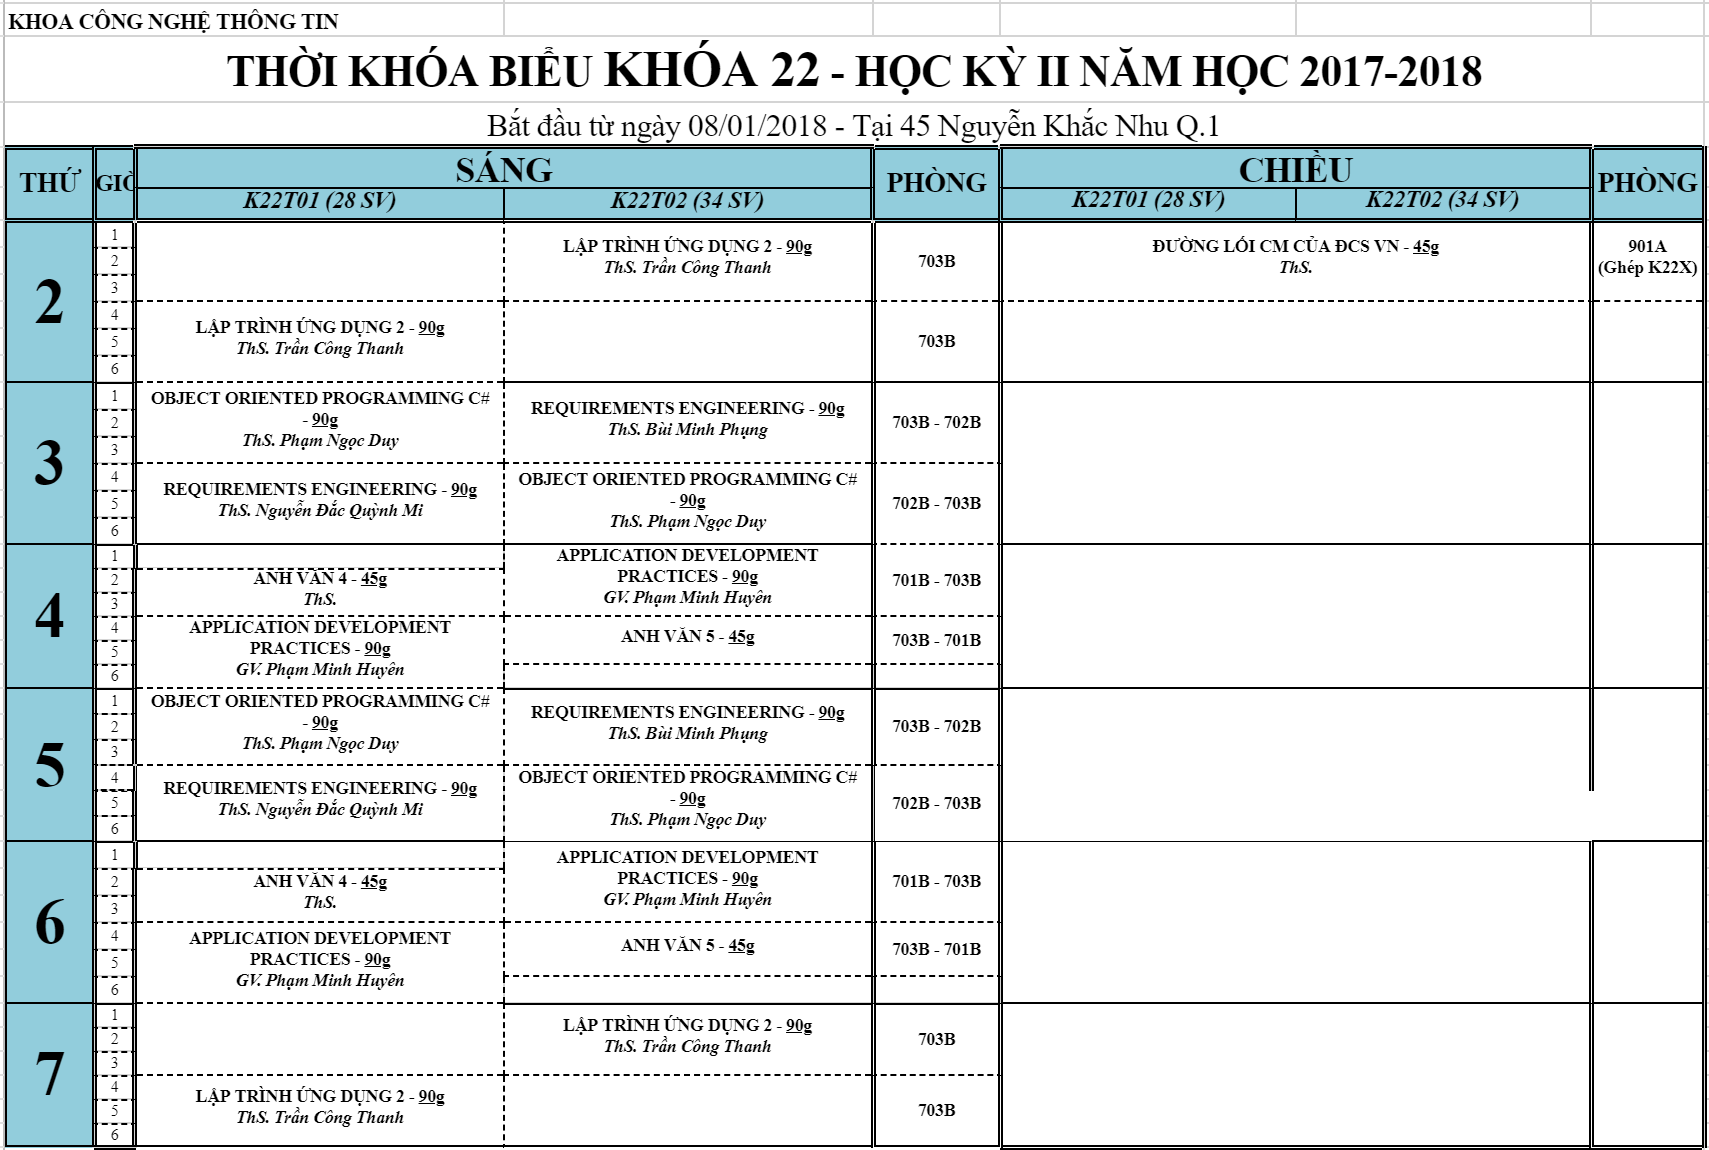 KHOA CÔNG NGHỆ THÔNG TIN
THỜI KHÓA BIỂU KHÓA 22 - HỌC KỲ II NĂM HỌC 2017-2018
Bắt đầu từ ngày 08/01/2018 - Tại 45 Nguyễn Khắc Nhu Q.1
THỨ GIỜ SÁNG PHÒNG CHIỀU PHÒNG
K22T01 (28 SV) K22T02 (34 SV) K22T01 (28 SV) K22T02 (34 SV)
2
1
2
3
LẬP TRÌNH ỨNG DỤNG 2 - 90g
ThS. Trần Công Thanh
703B
ĐƯỜNG LỐI CM CỦA ĐCS VN - 45g
ThS.
901A
(Ghép K22X)
4
5
6
LẬP TRÌNH ỨNG DỤNG 2 - 90g
ThS. Trần Công Thanh
703B
3
1
2
3
OBJECT ORIENTED PROGRAMMING C#
- 90g
ThS. Phạm Ngọc Duy
REQUIREMENTS ENGINEERING - 90g
ThS. Bùi Minh Phụng
703B - 702B
4
5
6
REQUIREMENTS ENGINEERING - 90g
ThS. Nguyễn Đắc Quỳnh Mi
OBJECT ORIENTED PROGRAMMING C#
- 90g
ThS. Phạm Ngọc Duy
702B - 703B
4
1
2
3
ANH VĂN 4 - 45g
ThS.
APPLICATION DEVELOPMENT
PRACTICES - 90g
GV. Phạm Minh Huyên
701B - 703B
4
5
6
APPLICATION DEVELOPMENT
PRACTICES - 90g
GV. Phạm Minh Huyên
ANH VĂN 5 - 45g
703B - 701B
5
1
2
3
OBJECT ORIENTED PROGRAMMING C#
- 90g
ThS. Phạm Ngọc Duy
REQUIREMENTS ENGINEERING - 90g
ThS. Bùi Minh Phụng
703B - 702B
4
5
6
REQUIREMENTS ENGINEERING - 90g
ThS. Nguyễn Đắc Quỳnh Mi
OBJECT ORIENTED PROGRAMMING C#
- 90g
ThS. Phạm Ngọc Duy
702B - 703B
6
1
2
3
ANH VĂN 4 - 45g
ThS.
APPLICATION DEVELOPMENT
PRACTICES - 90g
GV. Phạm Minh Huyên
701B - 703B
4
5
6
APPLICATION DEVELOPMENT
PRACTICES - 90g
GV. Phạm Minh Huyên
ANH VĂN 5 - 45g
703B - 701B
7
1
2
3
LẬP TRÌNH ỨNG DỤNG 2 - 90g
ThS. Trần Công Thanh
703B
4
5
6
LẬP TRÌNH ỨNG DỤNG 2 - 90g
ThS. Trần Công Thanh
703B